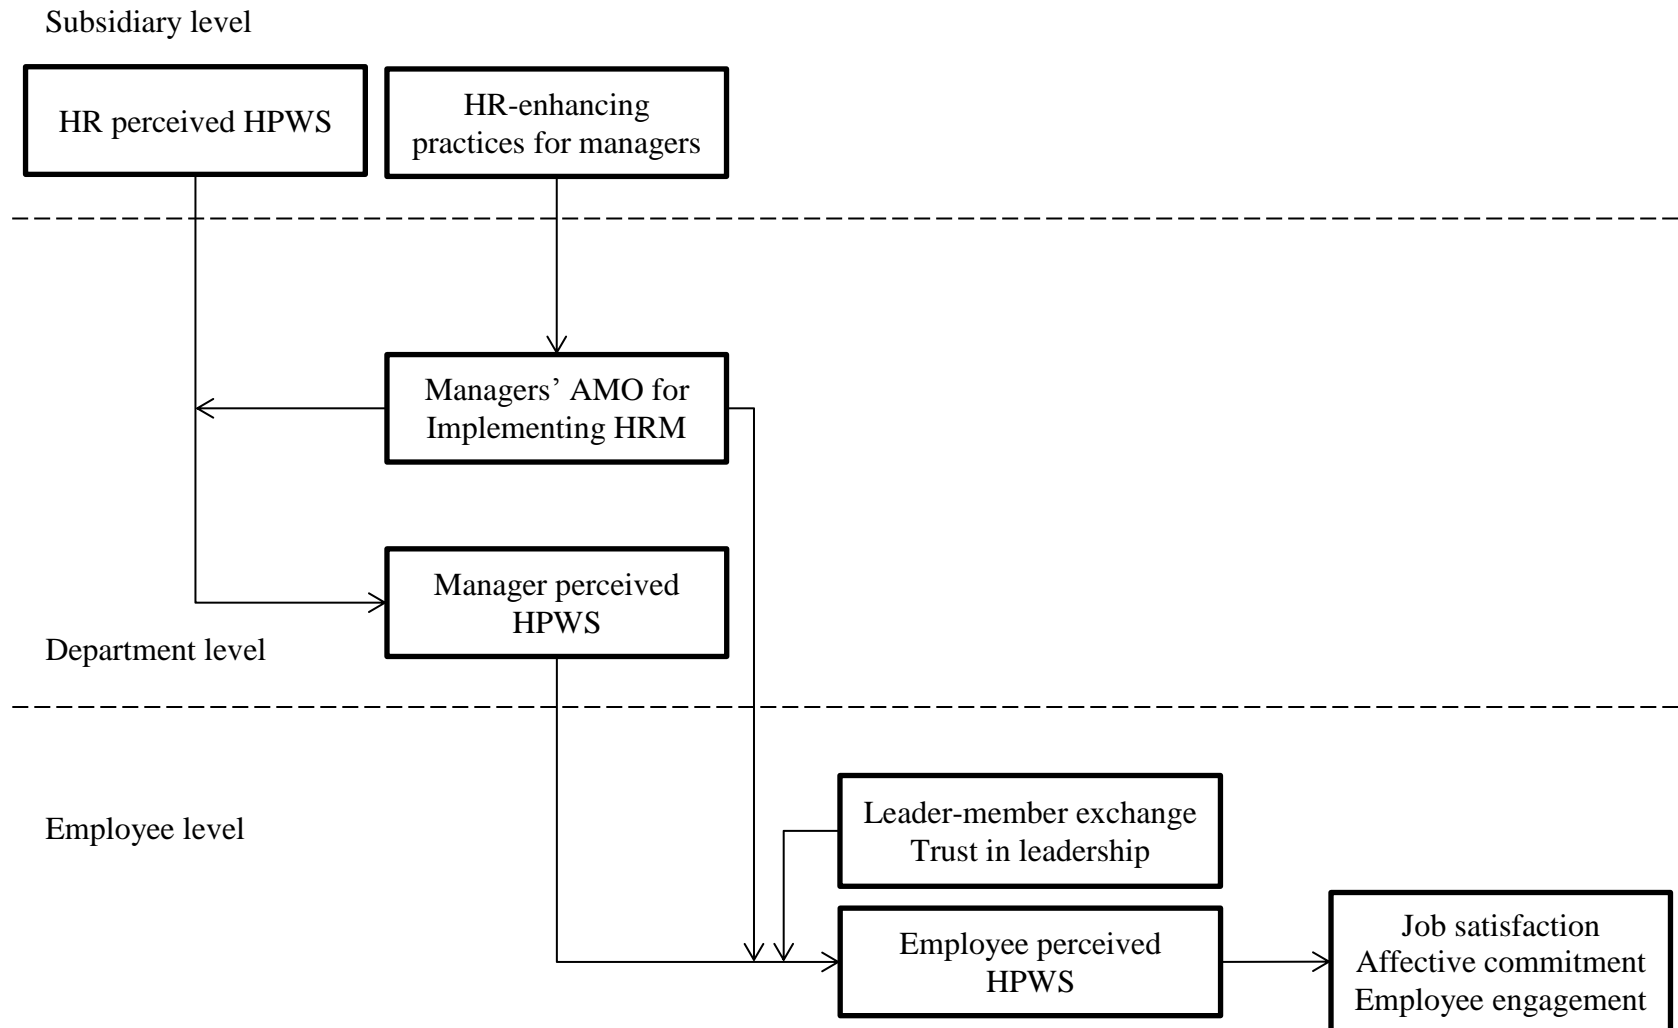 Subsidiary level
HR perceived HPWS
HR-enhancing
practices for managers
Managers’ AMO for
Implementing HRM
Manager perceived
HPWS
Department level
Employee level
Leader-member exchange
Trust in leadership
Employee perceived
HPWS
Job satisfaction
Affective commitment
Employee engagement